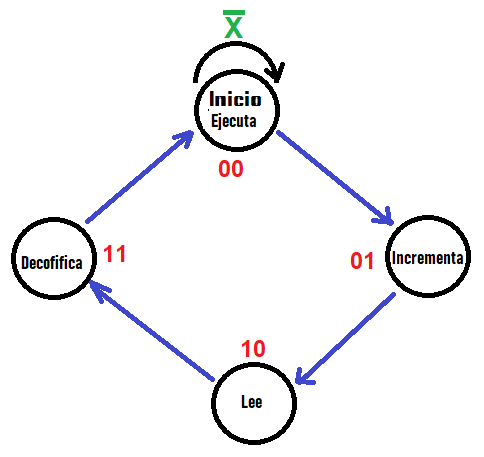 X̅
Inicio
Ejecuta
00
Decofifica
11
01
Incrementa
10
Lee